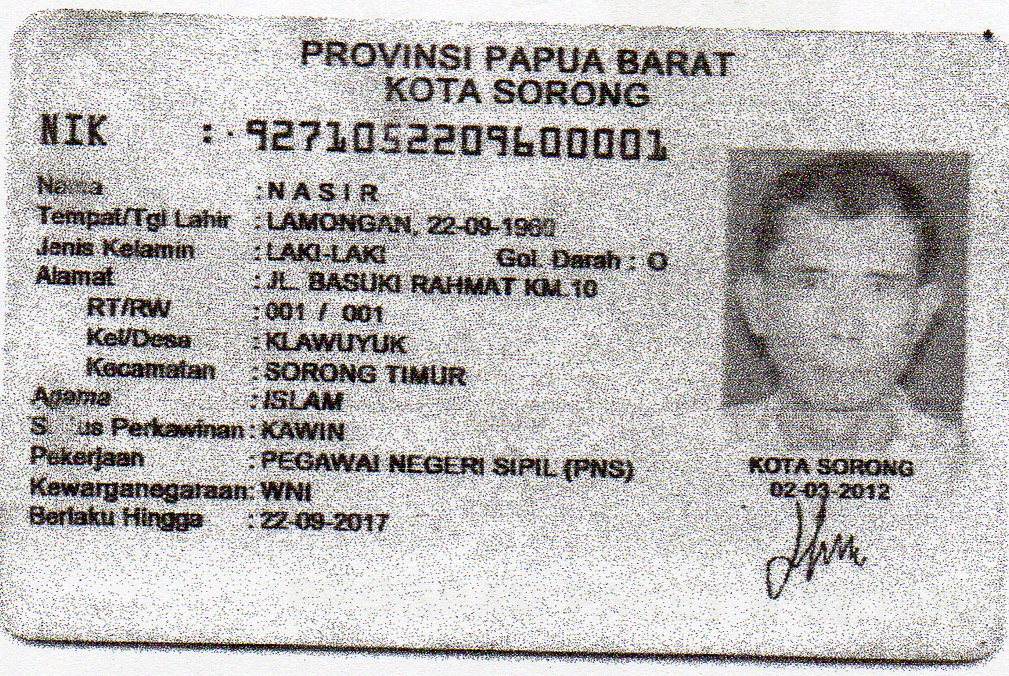 PROVINSI PAPUA BARAT
KOTA SORONG
NIK : 9271052209600001
Nama : N A S I R
Tempat/Tgl Lahir : LAMONGAN, 22-09-1960
Jenis Kelamin : LAKI-LAKI Gol. Darah : O
Alamat : JL. BASUKI RAHMAT KM.10
RT/RW : 001 / 001
Kel/Desa : KLAWUYUK
Kecamatan : SORONG TIMUR
Agama : ISLAM
Status Perkawinan : KAWIN
Pekerjaan : PEGAWAI NEGERI SIPIL (PNS)
Kewarganegaraan: WNI
Berlaku Hingga : 22-09-2017
KOTA SORONG
02-03-2012